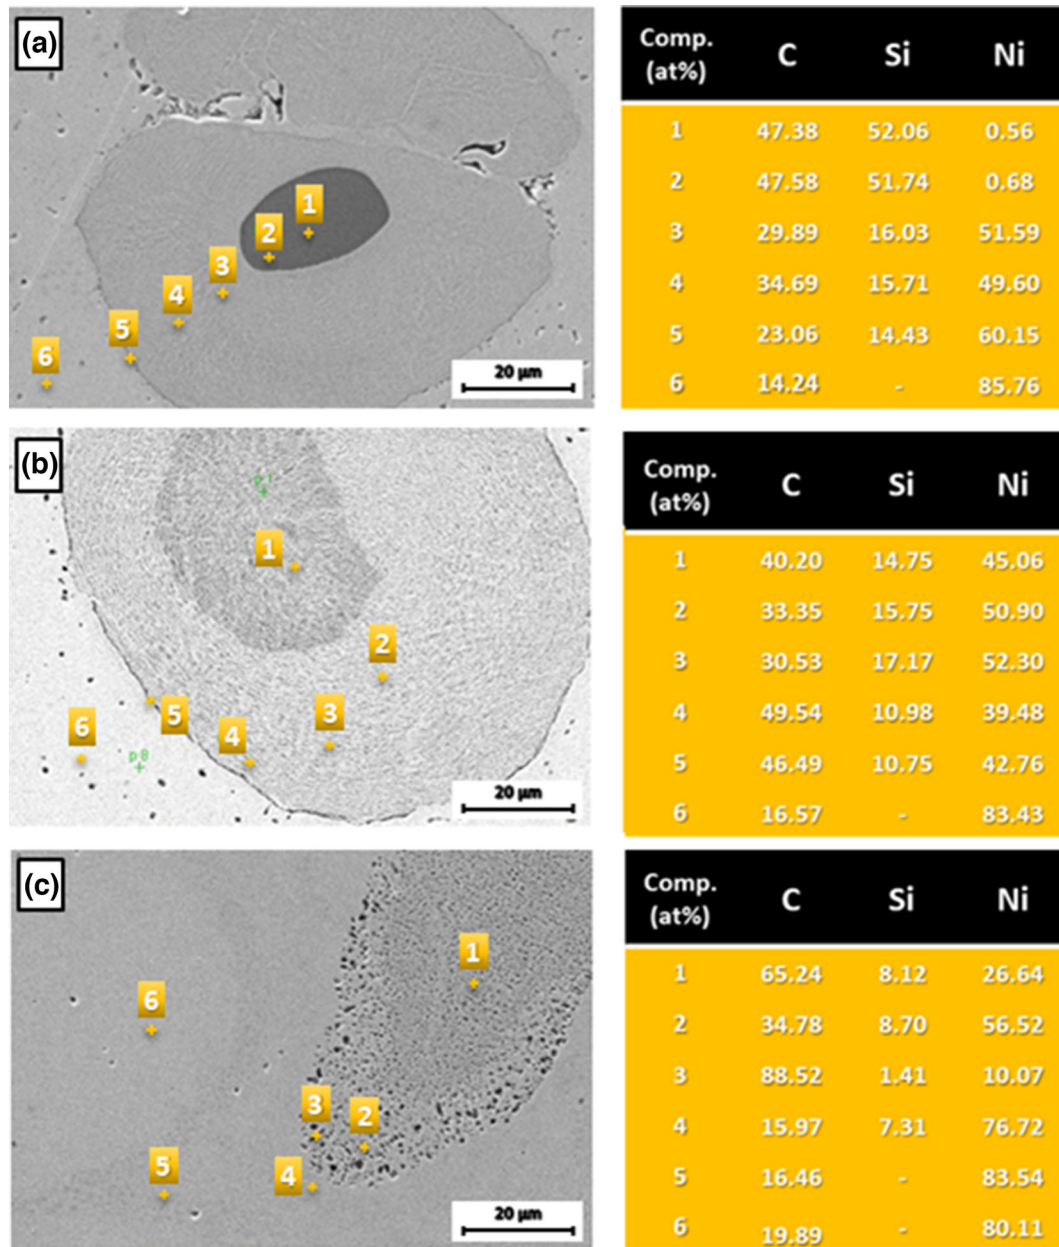 (a)
1
2
3
4
5
6
20 µm
Comp. (at%) C Si Ni
1 47.38 52.06 0.56
2 47.58 51.74 0.68
3 29.89 16.03 51.59
4 34.69 15.71 49.60
5 23.06 14.43 60.15
6 14.24 - 85.76
(b)
p 1
1
2
3
4
5
6
p 8
20 µm
Comp. (at%) C Si Ni
1 40.20 14.75 45.06
2 33.35 15.75 50.90
3 30.53 17.17 52.30
4 49.54 10.98 39.48
5 46.49 10.75 42.76
6 16.57 - 83.43
(c)
1
6
3
2
5
4
20 µm
Comp. (at%) C Si Ni
1 65.24 8.12 26.64
2 34.78 8.70 56.52
3 88.52 1.41 10.07
4 15.97 7.31 76.72
5 16.46 - 83.54
6 19.89 - 80.11